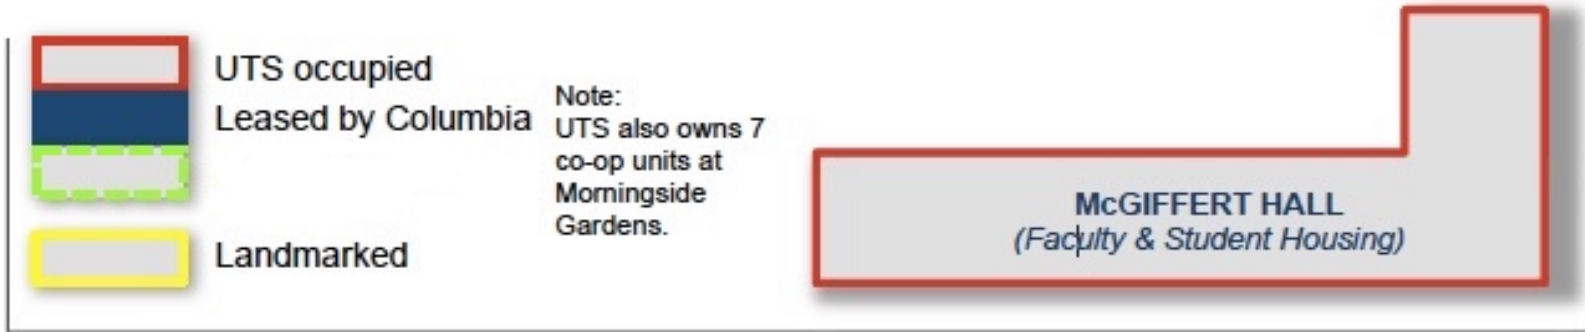 UTS occupied
Leased by Columbia
Landmarked
Note:
UTS also owns 7
co-op units at
Morningside
Gardens.
McGIFFERT HALL
(Faculty & Student Housing)